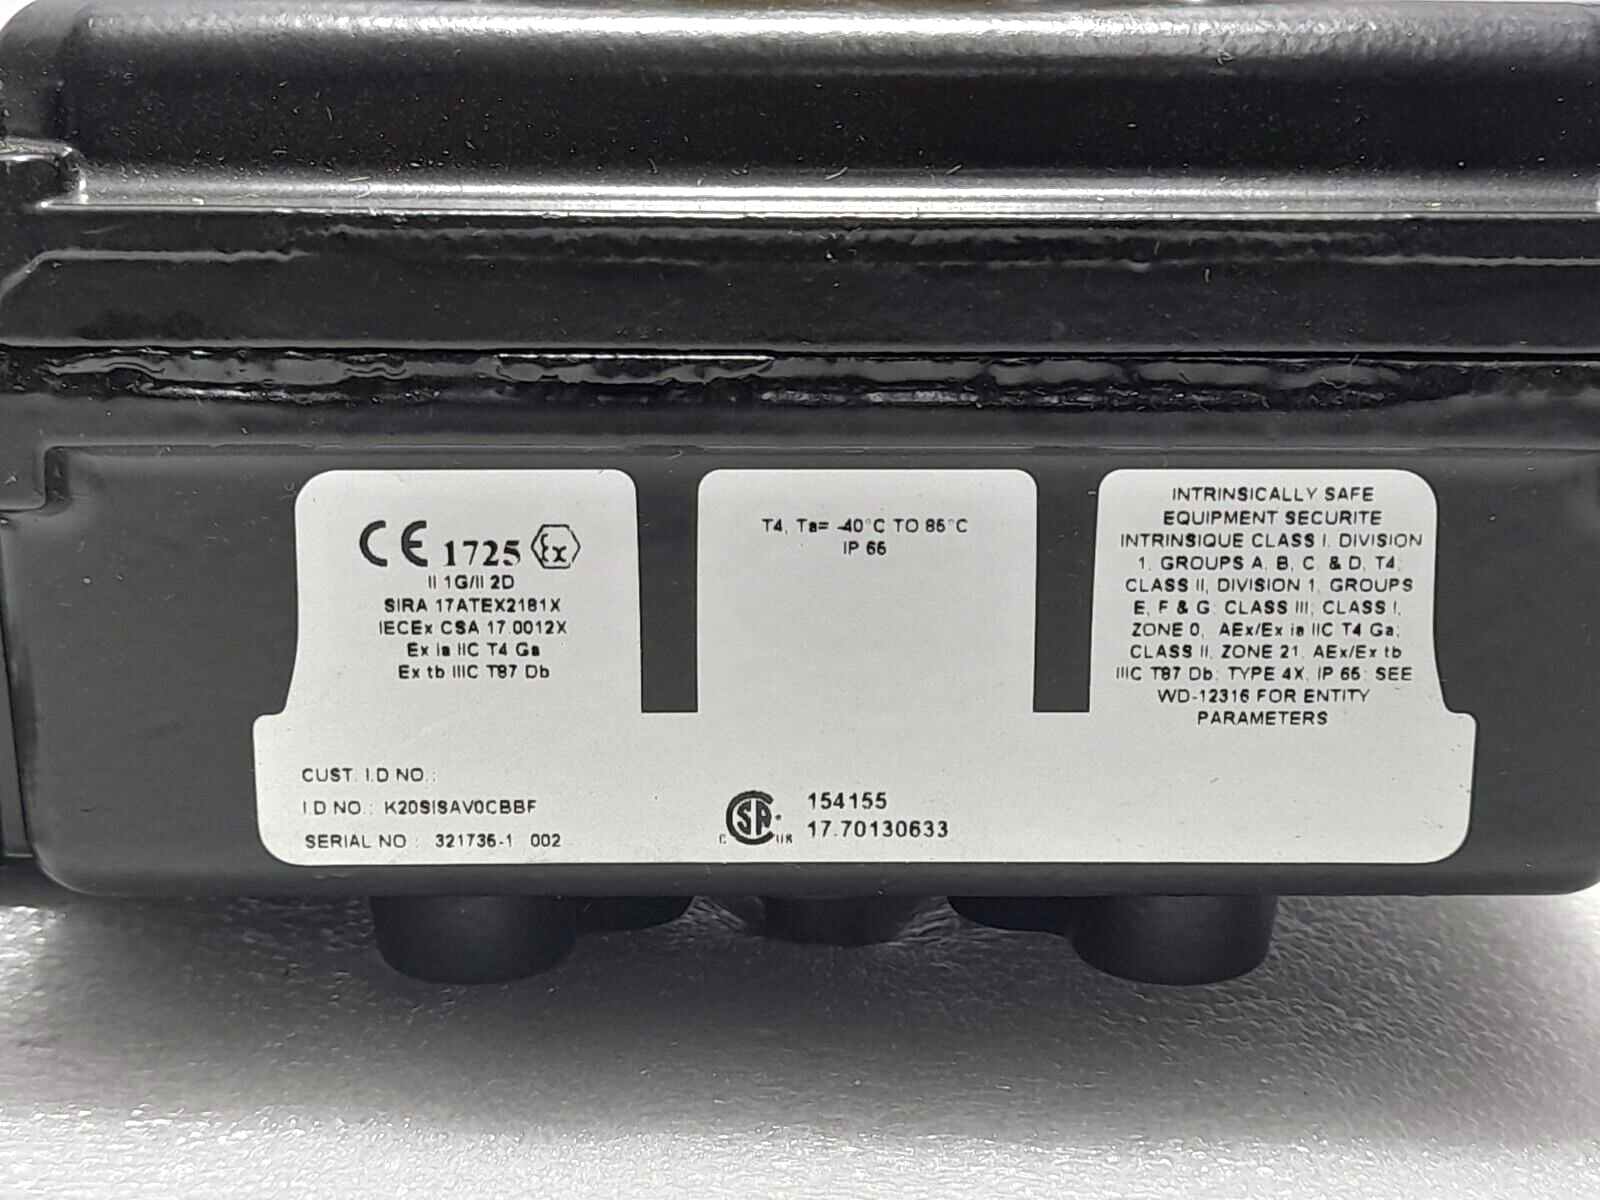 CE 1725 Ex
II 1G/II 2D
SIRA 17ATEX2181X
IECEx CSA 17.0012X
Ex ia IIC T4 Ga
Ex tb IIIC T87 Db
T4, Ta= -40°C TO 85°C
IP 66
INTRINSICALLY SAFE
EQUIPMENT SECURITE
INTRINSIQUE CLASS I, DIVISION
1, GROUPS A, B, C, & D, T4;
CLASS II, DIVISION 1, GROUPS
E, F & G; CLASS III; CLASS I,
ZONE 0, AEx/Ex ia IIC T4 Ga;
CLASS II, ZONE 21, AEx/Ex tb
IIIC T87 Db; TYPE 4X, IP 66; SEE
WD-12316 FOR ENTITY
PARAMETERS
CUST. I.D NO.:
I.D NO.: K20SISAV0CBBF
SERIAL NO.: 321736-1 002
C SA C US
154155
17.70130633